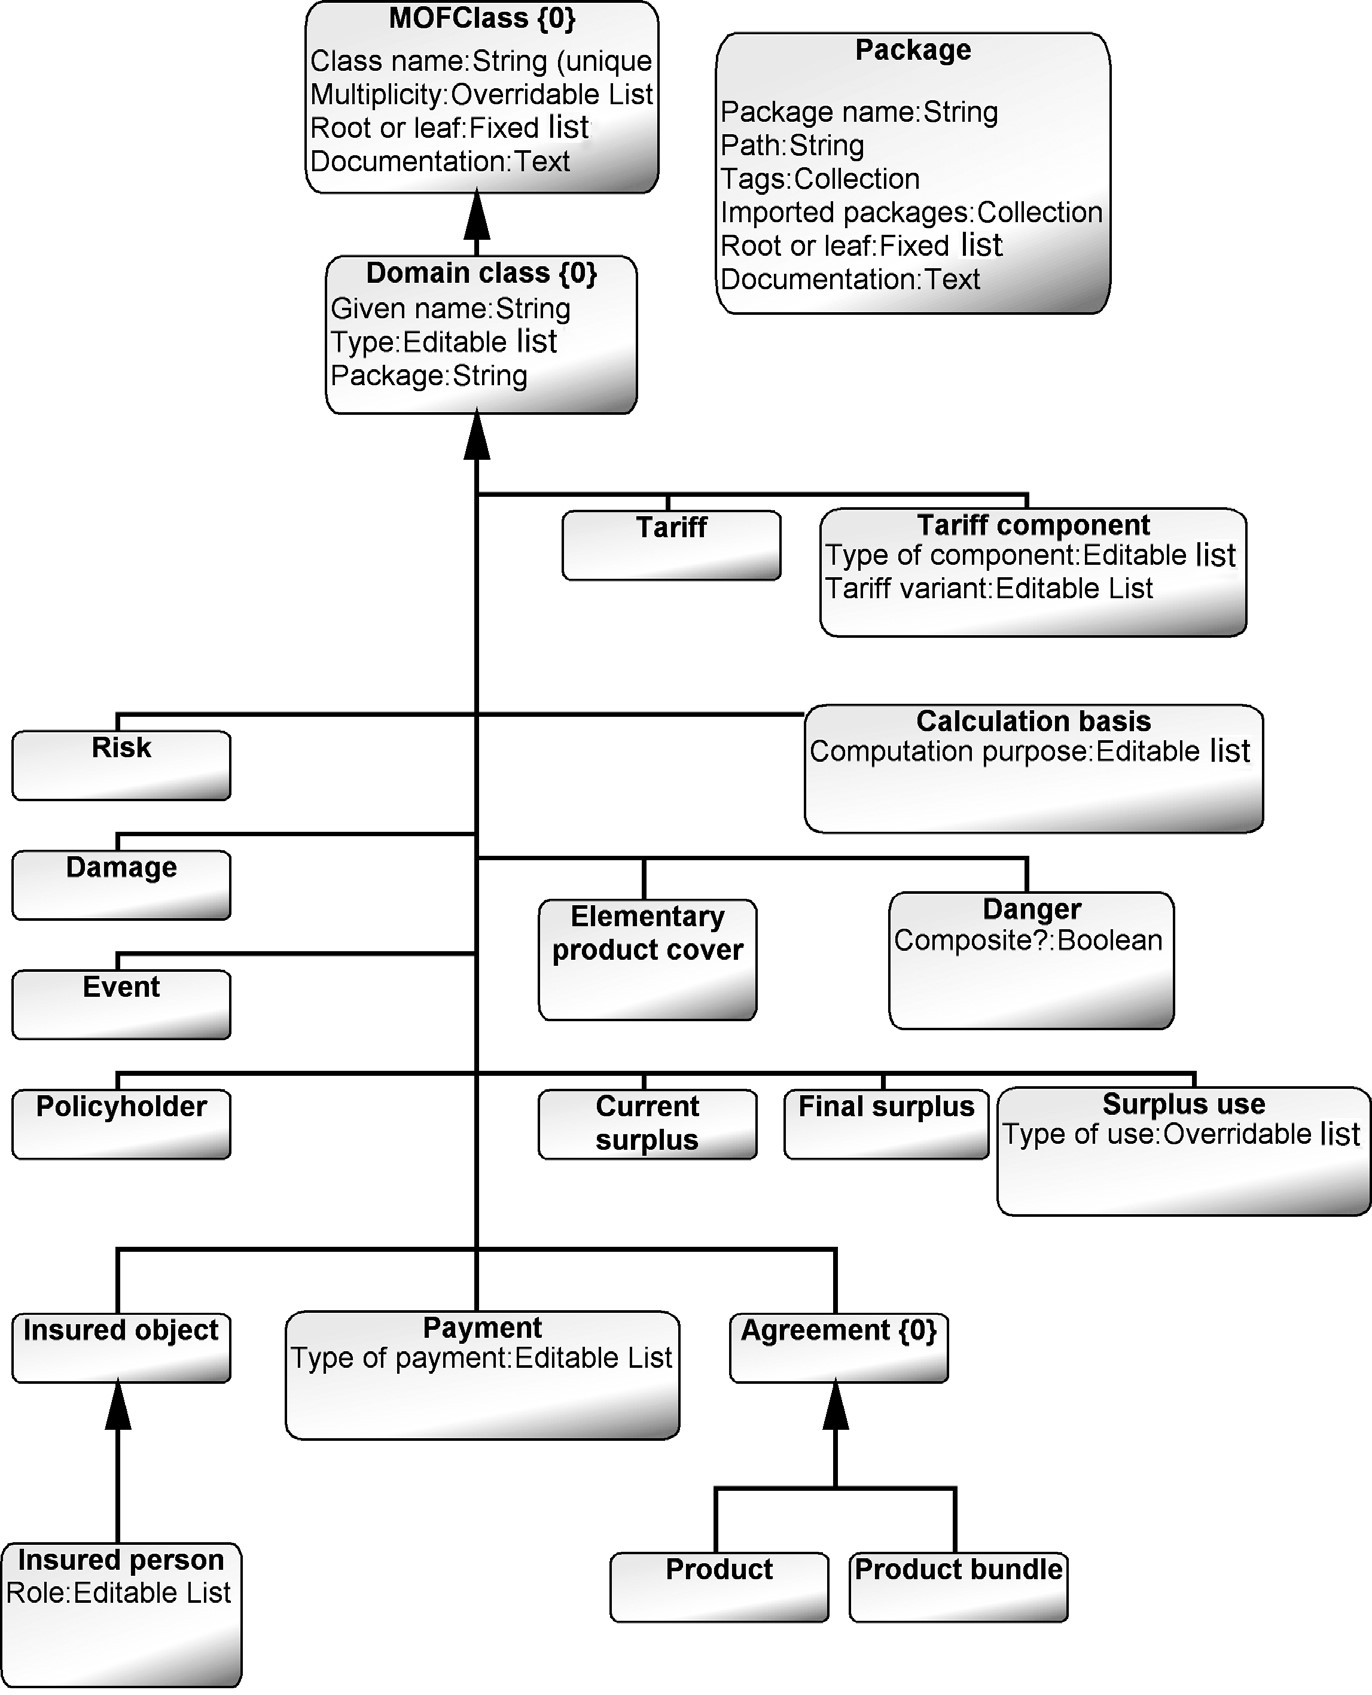 MOFClass {0}
Class name:String (unique
Multiplicity:Overridable List
Root or leaf:Fixed list
Documentation:Text
Package
Package name:String
Path:String
Tags:Collection
Imported packages:Collection
Root or leaf:Fixed list
Documentation:Text
Domain class {0}
Given name:String
Type:Editable list
Package:String
Tariff
Tariff component
Type of component:Editable list
Tariff variant:Editable List
Risk
Calculation basis
Computation purpose:Editable list
Damage
Elementary
product cover
Danger
Composite?:Boolean
Event
Policyholder
Current
surplus
Final surplus
Surplus use
Type of use:Overridable list
Insured object
Payment
Type of payment:Editable List
Agreement {0}
Insured person
Role:Editable List
Product
Product bundle